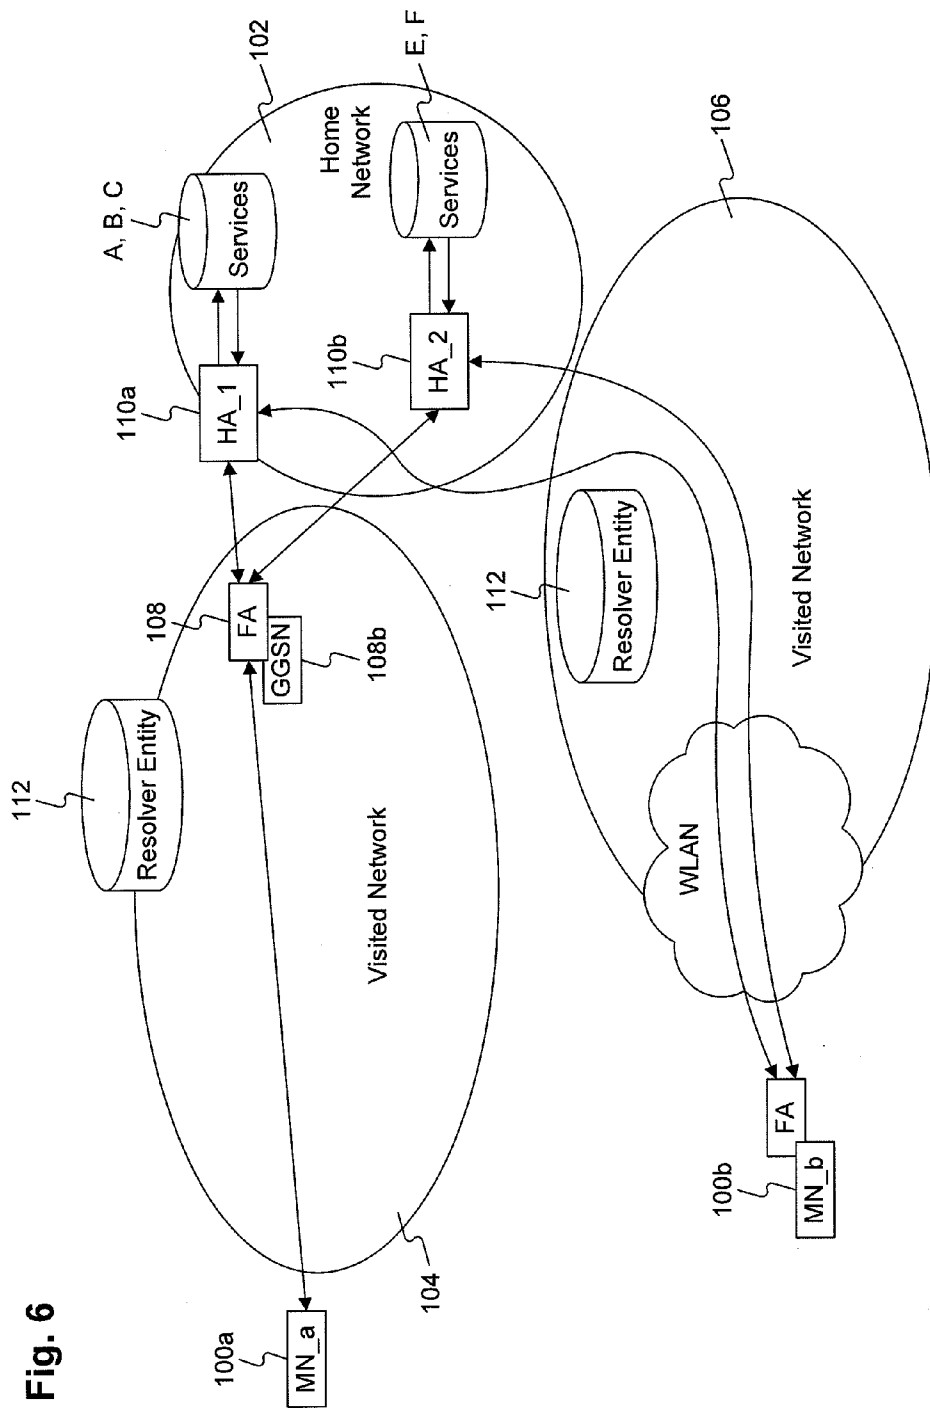 Fig. 6
100a
MN_a
104
Visited Network
112
Resolver Entity
108
FA
GGSN
108b
110a
HA_1
A, B, C
Services
102
Home
Network
110b
HA_2
E, F
Services
106
112
Resolver Entity
Visited Network
WLAN
100b
FA
MN_b